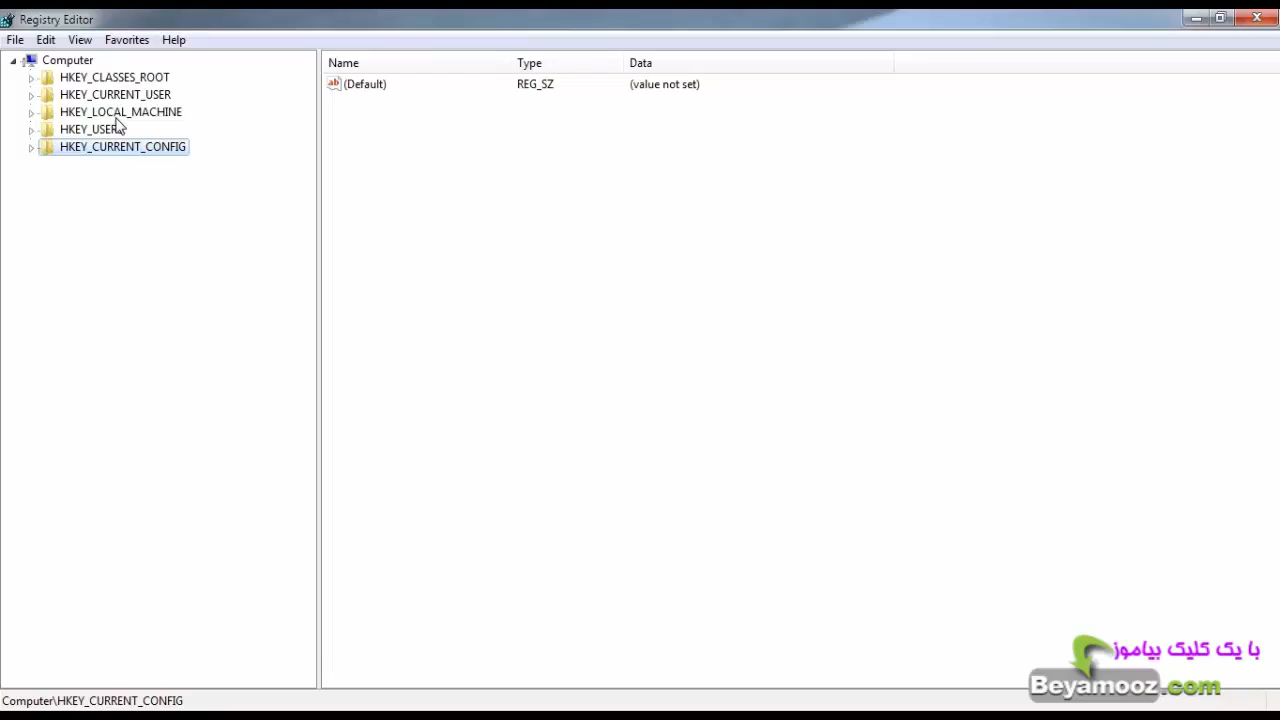 Registry Editor
File Edit View Favorites Help
Computer
HKEY_CLASSES_ROOT
HKEY_CURRENT_USER
HKEY_LOCAL_MACHINE
HKEY_USERS
HKEY_CURRENT_CONFIG
Name Type Data
(Default) REG_SZ (value not set)
با یک کلیک بیاموز
Beyamooz.com
Computer\HKEY_CURRENT_CONFIG